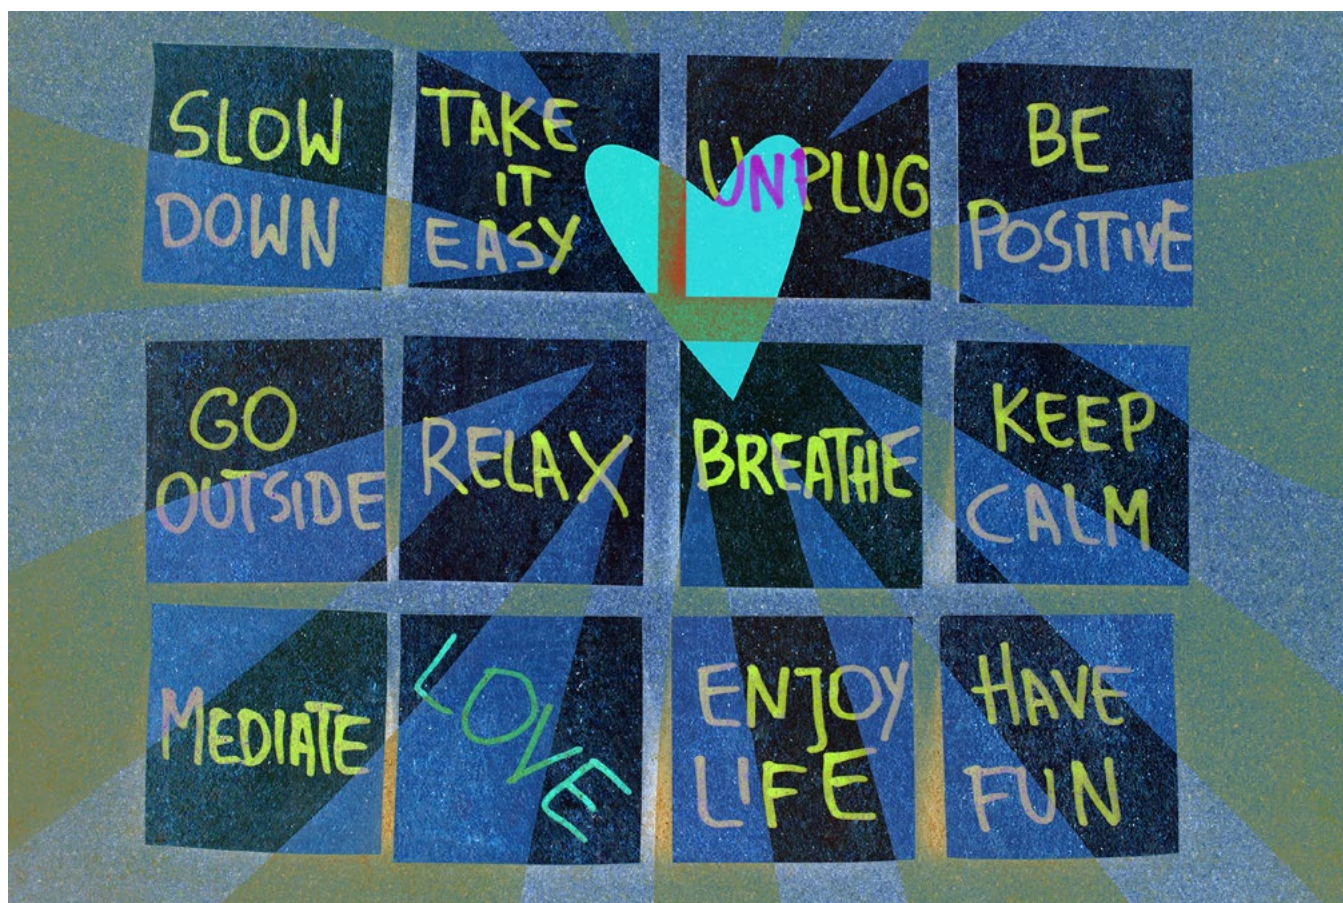 SLOW
DOWN
TAKE
IT
EASY
UNPLUG
BE
POSITIVE
GO
OUTSIDE
RELAX
BREATHE
KEEP
CALM
MEDIATE
LOVE
ENJOY
LIFE
HAVE
FUN